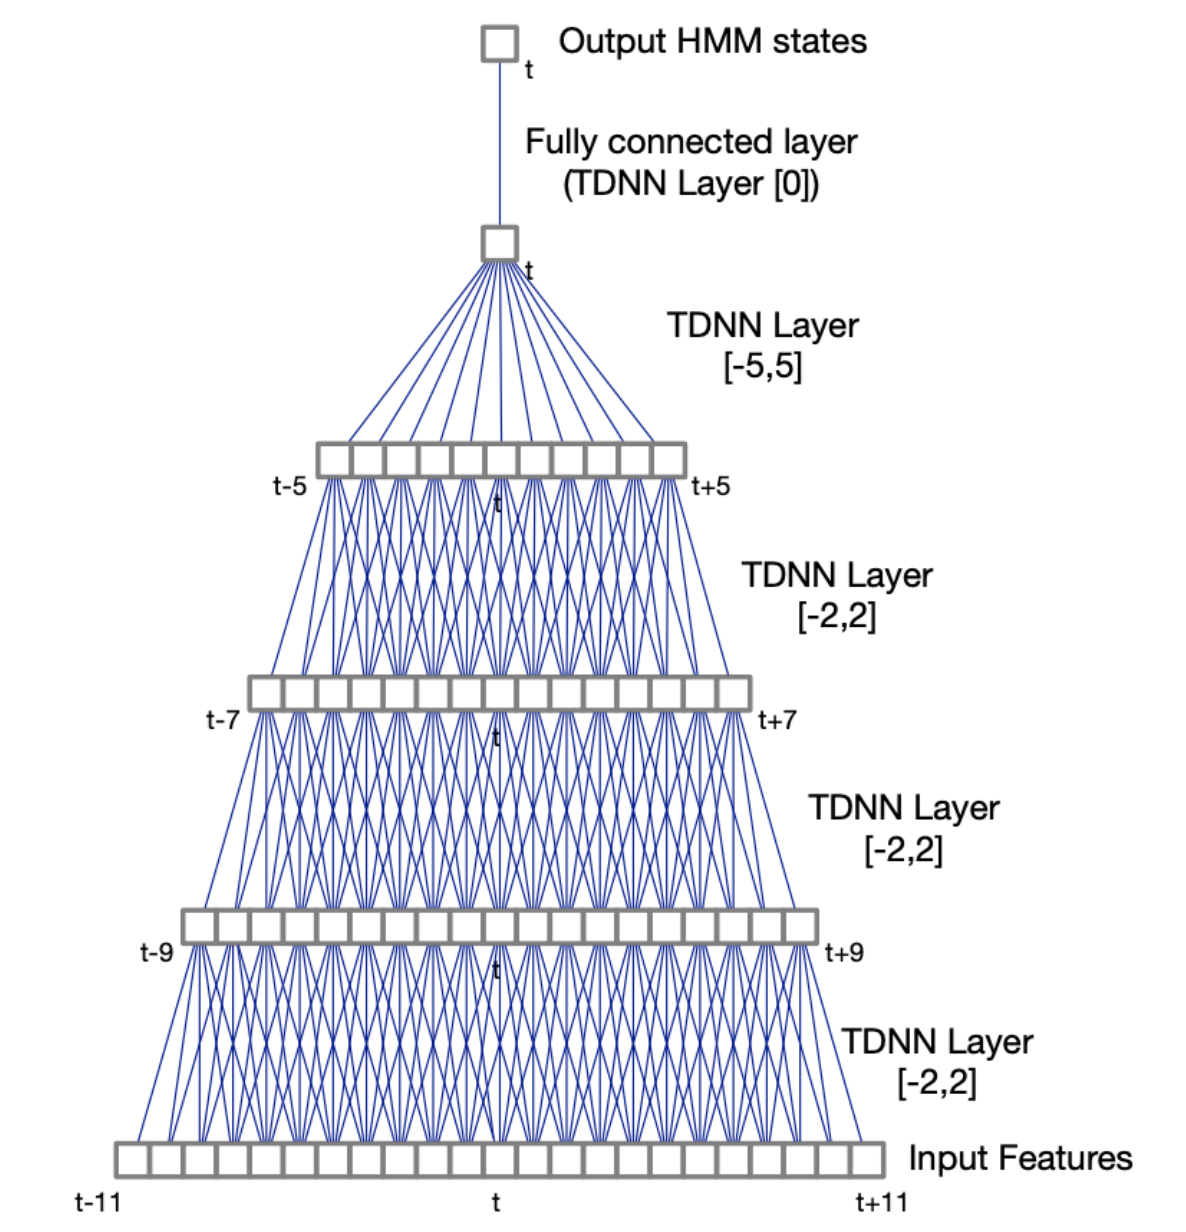 Output HMM states
t
Fully connected layer
(TDNN Layer [0])
t
TDNN Layer
[-5,5]
t-5
t
t+5
TDNN Layer
[-2,2]
t-7
t
t+7
TDNN Layer
[-2,2]
t-9
t
t+9
TDNN Layer
[-2,2]
Input Features
t-11
t
t+11